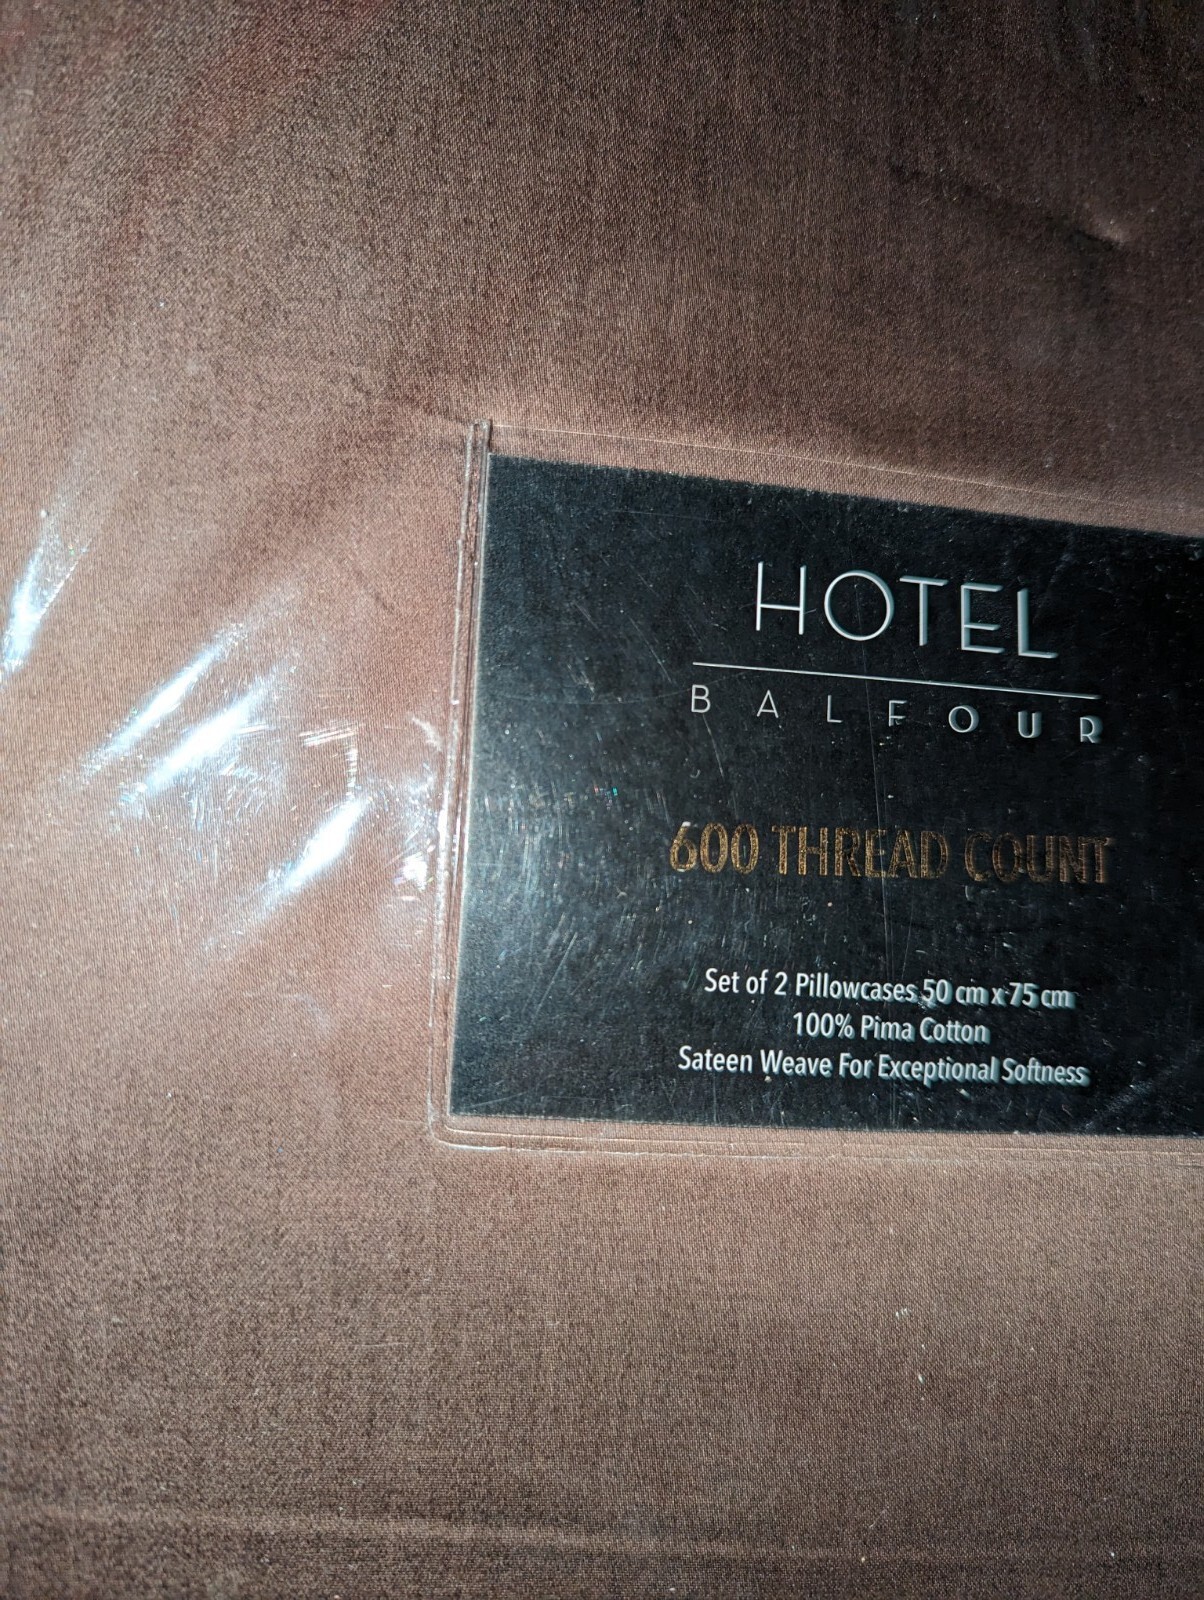 HOTEL
BALFOUR
600 THREAD COUNT
Set of 2 Pillowcases 50 cm x 75 cm
100% Pima Cotton
Sateen Weave For Exceptional Softness